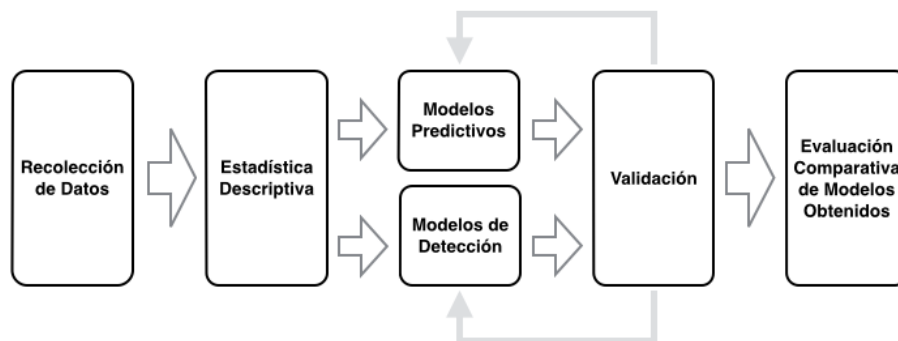 Recolección
de Datos
Estadística
Descriptiva
Modelos
Predictivos
Modelos de
Detección
Validación
Evaluación
Comparativa
de Modelos
Obtenidos